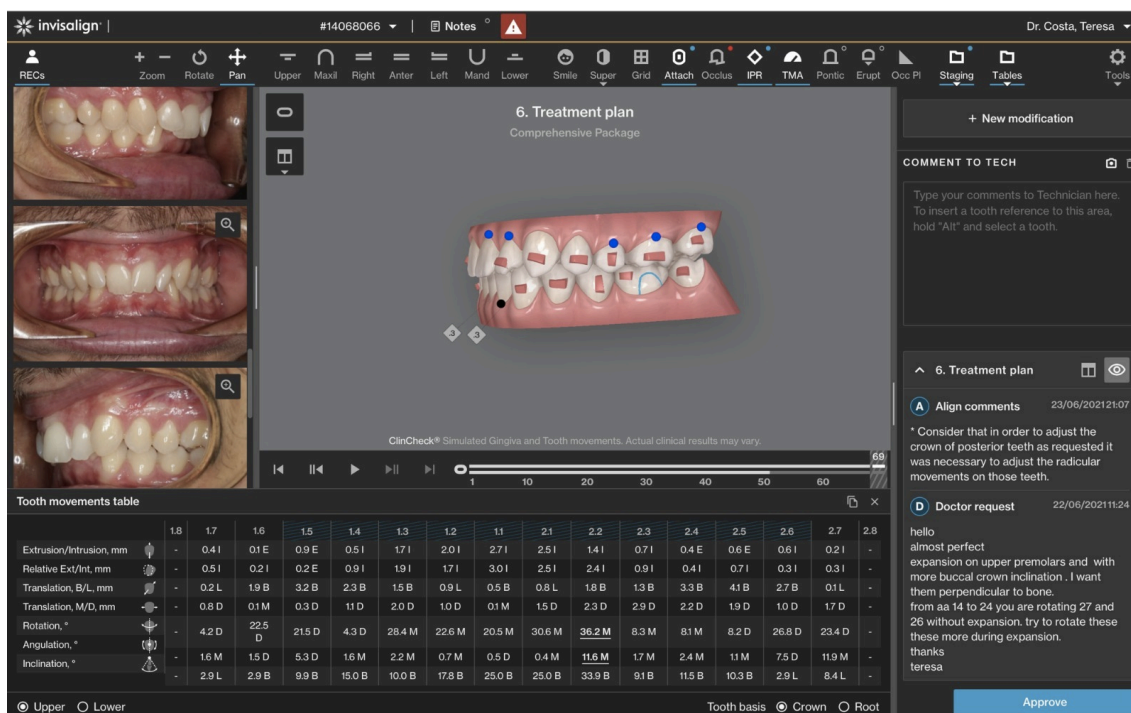 invisalign
#14068066
Notes
Dr. Costa, Teresa
RECs
Zoom
Rotate
Pan
Upper
Maxil
Right
Anter
Left
Mand
Lower
Smile
Super
Grid
Attach
Occlus
IPR
TMA
Pontic
Erupt
Occ Pl
Staging
Tables
Tools
6. Treatment plan
Comprehensive Package
3 3
ClinCheck® Simulated Gingiva and Tooth movements. Actual clinical results may vary.
69
1 10 20 30 40 50 60
+ New modification
COMMENT TO TECH
Type your comments to Technician here.
To insert a tooth reference to this area,
hold "Alt" and select a tooth.
6. Treatment plan
A Align comments 23/06/2021 21:07
* Consider that in order to adjust the
crown of posterior teeth as requested it
was necessary to adjust the radicular
movements on those teeth.
D Doctor request 22/06/2021 11:24
hello
almost perfect
expansion on upper premolars and with
more buccal crown inclination . I want
them perpendicular to bone.
from aa 14 to 24 you are rotating 27 and
26 without expansion. try to rotate these
these more during expansion.
thanks
teresa
Approve
Tooth movements table
1.8 1.7 1.6 1.5 1.4 1.3 1.2 1.1 2.1 2.2 2.3 2.4 2.5 2.6 2.7 2.8
Extrusion/Intrusion, mm - 0.4 I 0.1 E 0.9 E 0.5 I 1.7 I 2.0 I 2.7 I 2.5 I 1.4 I 0.7 I 0.4 E 0.6 E 0.6 I 0.2 I -
Relative Ext/Int, mm - 0.5 I 0.2 I 0.2 E 0.9 I 1.9 I 1.7 I 3.0 I 2.5 I 2.4 I 0.9 I 0.4 I 0.7 I 0.3 I 0.3 I -
Translation, B/L, mm - 0.2 L 1.9 B 3.2 B 2.3 B 1.5 B 0.9 L 0.5 B 0.8 L 1.8 B 1.3 B 3.3 B 4.1 B 2.7 B 0.1 L -
Translation, M/D, mm - 0.8 D 0.1 M 0.3 D 1.1 D 2.0 D 1.0 D 0.1 M 1.5 D 2.3 D 2.9 D 2.2 D 1.9 D 1.0 D 1.7 D -
Rotation, ° - 4.2 D 22.5 D 21.5 D 4.3 D 28.4 M 22.6 M 20.5 M 30.6 M 36.2 M 8.3 M 8.1 M 8.2 D 26.8 D 23.4 D -
Angulation, ° - 1.6 M 1.5 D 5.3 D 1.6 M 2.2 M 0.7 M 0.5 D 0.4 M 11.6 M 1.7 M 2.4 M 1.1 M 7.5 D 11.9 M -
Inclination, ° - 2.9 L 2.9 B 9.9 B 15.0 B 10.0 B 17.8 B 25.0 B 25.0 B 33.9 B 9.1 B 11.5 B 10.3 B 2.9 L 8.4 L -
Upper Lower
Tooth basis Crown Root